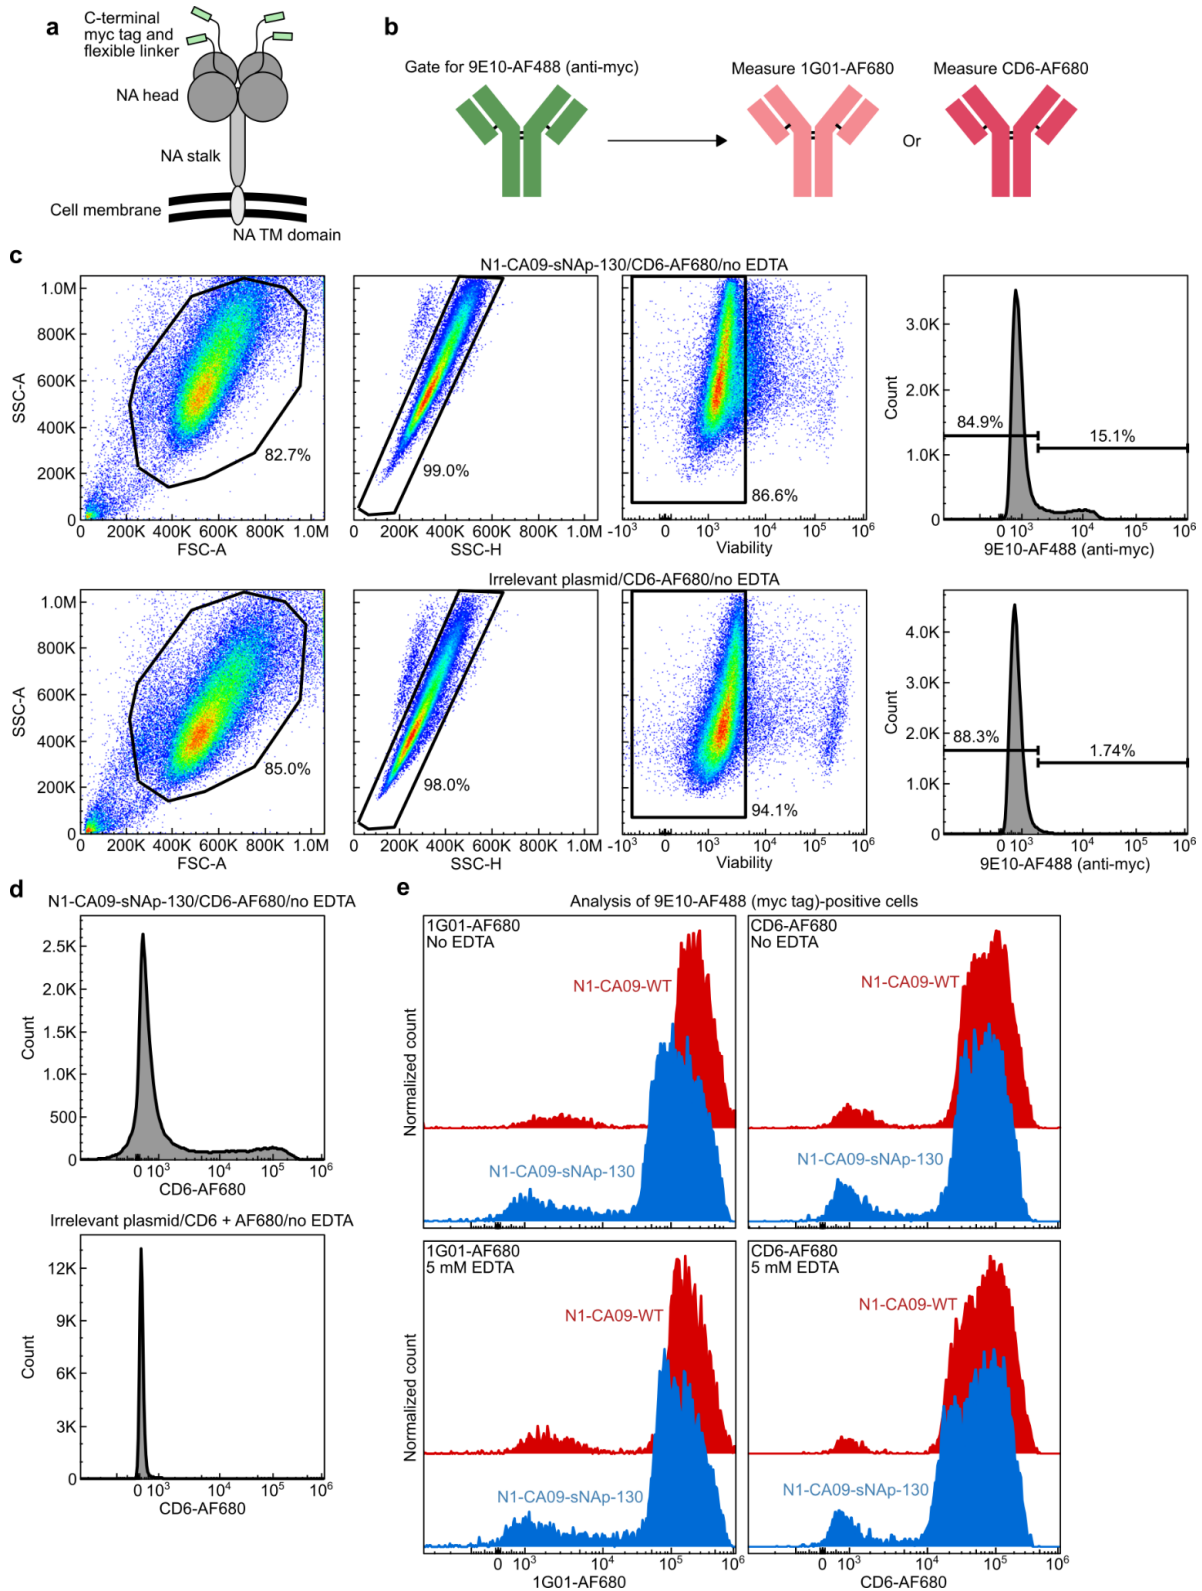 a
C-terminal
myc tag and
flexible linker
NA head
NA stalk
Cell membrane
NA TM domain
b
Gate for 9E10-AF488 (anti-myc)
Measure 1G01-AF680
Or
Measure CD6-AF680
c
N1-CA09-sNAp-130/CD6-AF680/no EDTA
SSC-A
1.0M
800K
600K
400K
200K
0
82.7%
0 200K 400K 600K 800K 1.0M
FSC-A
99.0%
200K 400K 600K 800K 1.0M
SSC-H
86.6%
-10³ 0 10³ 10⁴ 10⁵ 10⁶
Viability
Count
3.0K
2.0K
1.0K
0
84.9%
15.1%
0 10³ 10⁴ 10⁵ 10⁶
9E10-AF488 (anti-myc)
Irrelevant plasmid/CD6-AF680/no EDTA
SSC-A
1.0M
800K
600K
400K
200K
0
85.0%
0 200K 400K 600K 800K 1.0M
FSC-A
98.0%
0 200K 400K 600K 800K 1.0M
SSC-H
94.1%
-10³ 0 10³ 10⁴ 10⁵ 10⁶
Viability
Count
4.0K
3.0K
2.0K
1.0K
0
88.3%
1.74%
0 10³ 10⁴ 10⁵ 10⁶
9E10-AF488 (anti-myc)
d
N1-CA09-sNAp-130/CD6-AF680/no EDTA
Count
2.5K
2.0K
1.5K
1.0K
500
0
0 10³ 10⁴ 10⁵ 10⁶
CD6-AF680
Irrelevant plasmid/CD6 + AF680/no EDTA
Count
12K
9K
6K
3K
0
0 10³ 10⁴ 10⁵ 10⁶
CD6-AF680
e
Analysis of 9E10-AF488 (myc tag)-positive cells
Normalized count
1G01-AF680
No EDTA
N1-CA09-WT
N1-CA09-sNAp-130
CD6-AF680
No EDTA
N1-CA09-WT
N1-CA09-sNAp-130
Normalized count
1G01-AF680
5 mM EDTA
N1-CA09-WT
N1-CA09-sNAp-130
0 10³ 10⁴ 10⁵ 10⁶
1G01-AF680
CD6-AF680
5 mM EDTA
N1-CA09-WT
N1-CA09-sNAp-130
0 10³ 10⁴ 10⁵ 10⁶
CD6-AF680